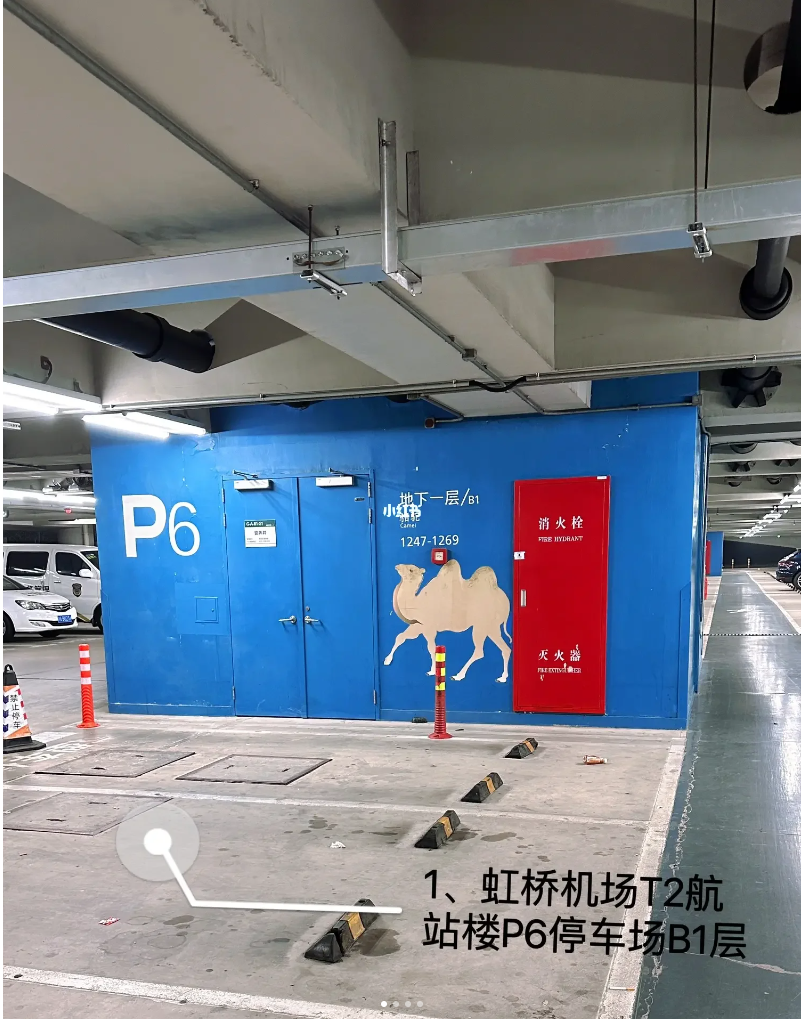 P6
地下一层/B1
小红书
骆驼
Camel
1247-1269
消火栓
FIRE HYDRANT
灭火器
FIRE EXTINGUISHER
禁止停车
1、虹桥机场T2航
站楼P6停车场B1层